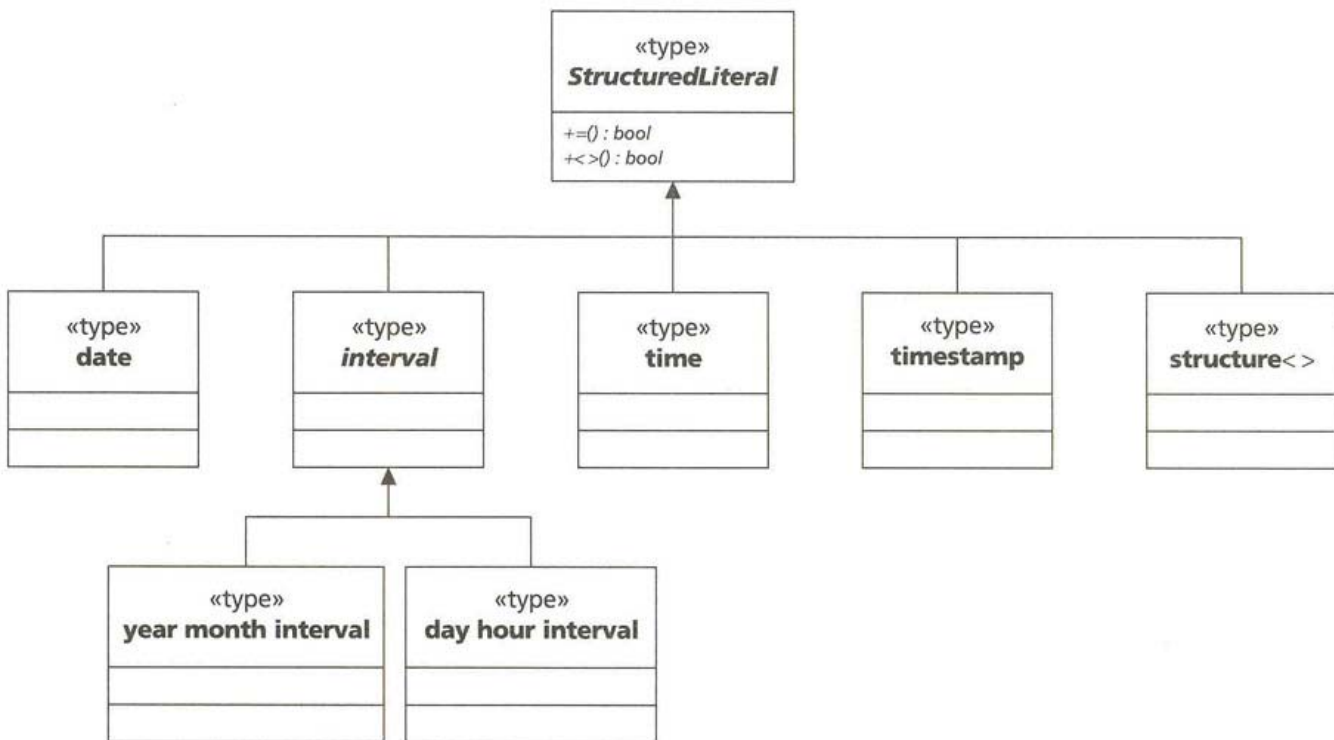 «type»
StructuredLiteral
+=() : bool
+<>() : bool
«type»
date
«type»
interval
«type»
time
«type»
timestamp
«type»
structure<>
«type»
year month interval
«type»
day hour interval